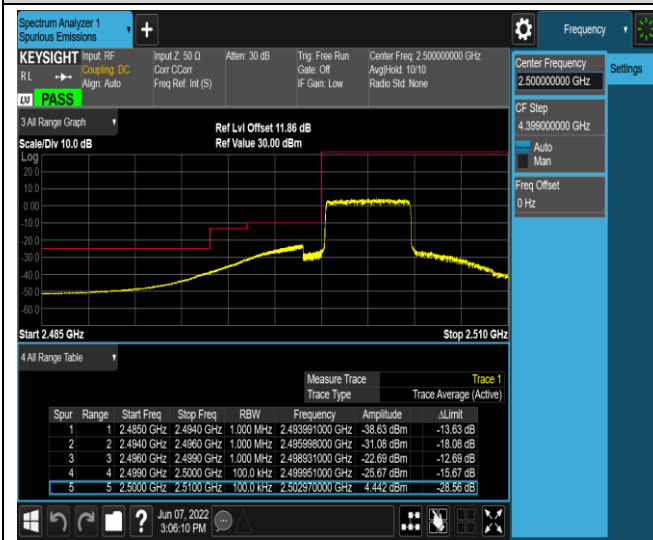 Spectrum Analyzer 1
Spurious Emissions
Frequency
KEYSIGHT
R L
Input: RF
Coupling: DC
Align: Auto
Input Z: 50 Ω
Corr CCorr
Freq Ref: Int (S)
Atten: 30 dB
Trig: Free Run
Gate: Off
IF Gain: Low
Center Freq: 2.500000000 GHz
Avg|Hold: 10/10
Radio Std: None
LXI PASS
Center Frequency
2.500000000 GHz
Settings
CF Step
4.399000000 GHz
Auto
Man
Freq Offset
0 Hz
3 All Range Graph
Scale/Div 10.0 dB
Ref Lvl Offset 11.86 dB
Ref Value 30.00 dBm
Log
20.0
10.0
0.00
-10.0
-20.0
-30.0
-40.0
-50.0
-60.0
Start 2.485 GHz Stop 2.510 GHz
4 All Range Table
Measure Trace Trace 1
Trace Type Trace Average (Active)
Spur Range Start Freq Stop Freq RBW Frequency Amplitude ΔLimit
1 1 2.4850 GHz 2.4940 GHz 1.000 MHz 2.493991000 GHz -38.63 dBm -13.63 dB
2 2 2.4940 GHz 2.4960 GHz 1.000 MHz 2.495998000 GHz -31.08 dBm -18.08 dB
3 3 2.4960 GHz 2.4990 GHz 1.000 MHz 2.498931000 GHz -22.69 dBm -12.69 dB
4 4 2.4990 GHz 2.5000 GHz 100.0 kHz 2.499951000 GHz -25.67 dBm -15.67 dB
5 5 2.5000 GHz 2.5100 GHz 100.0 kHz 2.502970000 GHz 4.442 dBm -28.56 dB
Jun 07, 2022
3:06:10 PM